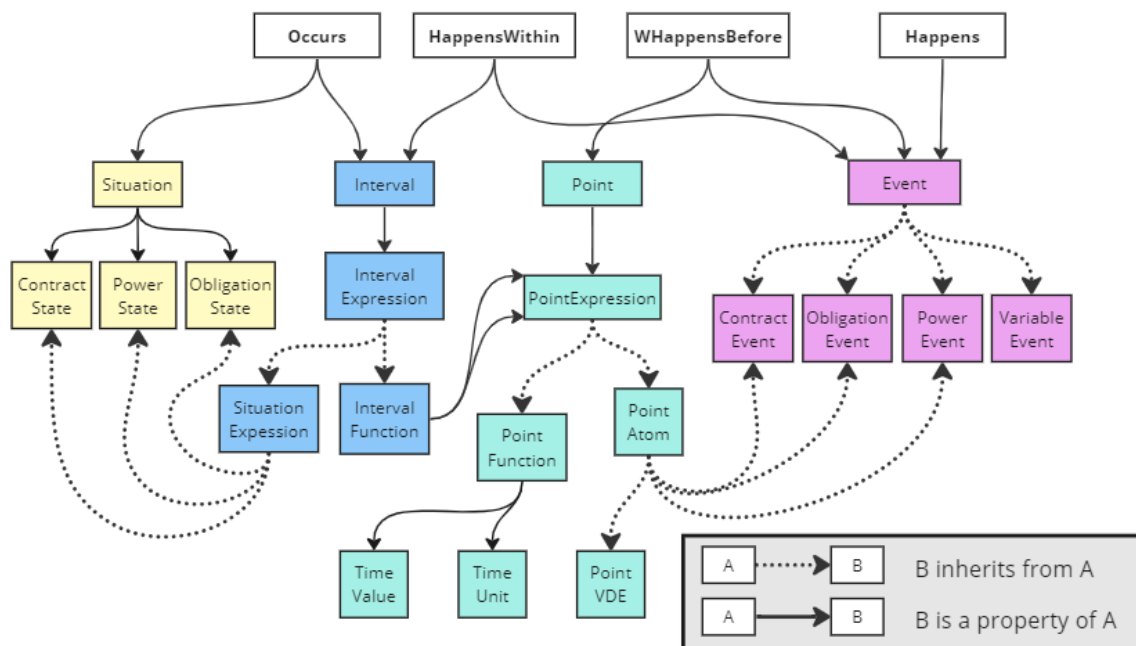 Occurs
HappensWithin
WHappensBefore
Happens
Situation
Interval
Point
Event
Contract
State
Power
State
Obligation
State
Interval
Expression
PointExpression
Contract
Event
Obligation
Event
Power
Event
Variable
Event
Situation
Expession
Interval
Function
Point
Function
Point
Atom
Time
Value
Time
Unit
Point
VDE
A
B
B inherits from A
A
B
B is a property of A